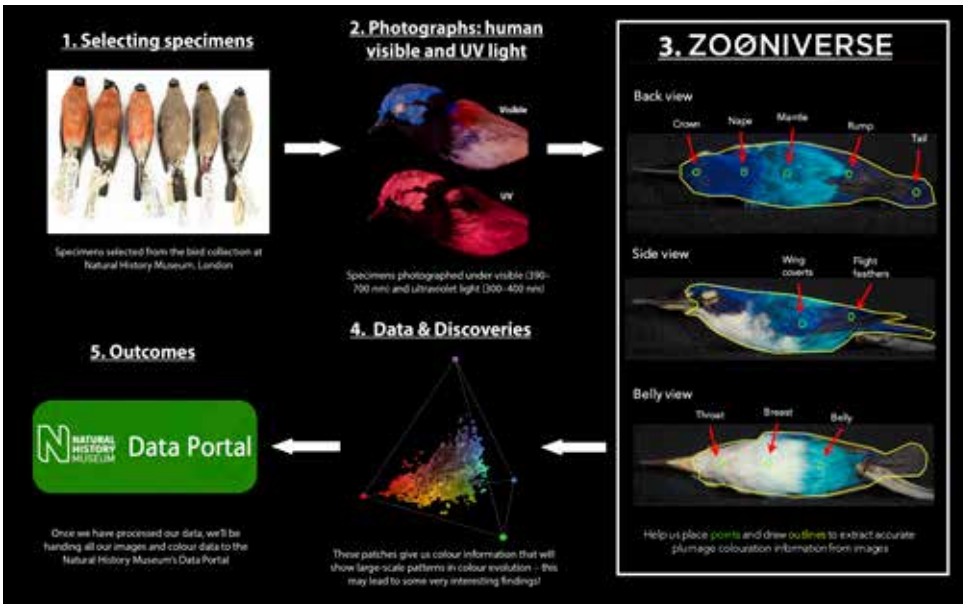 1. Selecting specimens
Specimens selected from the bird collection at
Natural History Museum, London
2. Photographs: human
visible and UV light
Visible
UV
Specimens photographed under visible (390–
700 nm) and ultraviolet light (300–400 nm)
3. ZOØNIVERSE
Back view
Crown
Nape
Mantle
Rump
Tail
Side view
Wing
coverts
Flight
feathers
Belly view
Throat
Breast
Belly
Help us place points and draw outlines to extract accurate
plumage colouration information from images
4. Data & Discoveries
These patches give us colour information that will
show large-scale patterns in colour evolution – this
may lead to some very interesting findings!
5. Outcomes
N NATURAL
HISTORY
MUSEUM
Data Portal
Once we have processed our data, we'll be
handing all our images and colour data to the
Natural History Museum's Data Portal